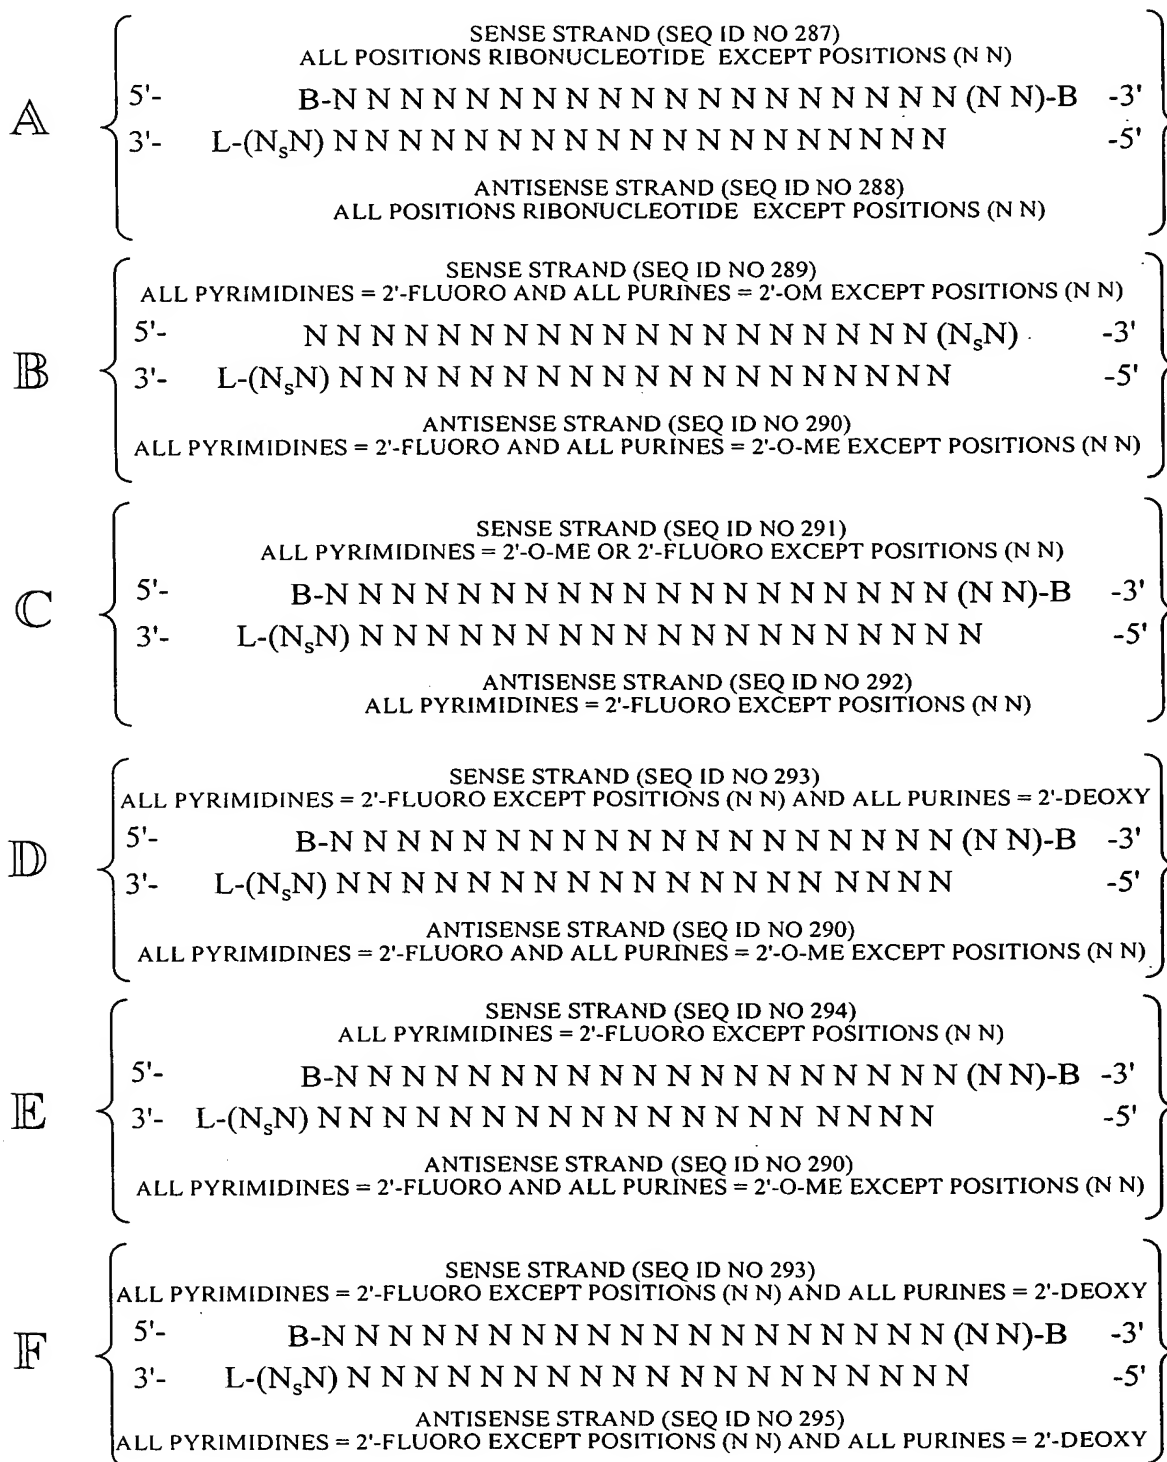 SENSE STRAND (SEQ ID NO 287)
ALL POSITIONS RIBONUCLEOTIDE EXCEPT POSITIONS (N N)
A 5'- B-N N N N N N N N N N N N N N N N N N N (N N)-B -3'
3'- L-(NsN) N N N N N N N N N N N N N N N N N N N -5'
ANTISENSE STRAND (SEQ ID NO 288)
ALL POSITIONS RIBONUCLEOTIDE EXCEPT POSITIONS (N N)
SENSE STRAND (SEQ ID NO 289)
ALL PYRIMIDINES = 2'-FLUORO AND ALL PURINES = 2'-OM EXCEPT POSITIONS (N N)
5'- N N N N N N N N N N N N N N N N N N N (NsN) -3'
B 3'- L-(NsN) N N N N N N N N N N N N N N N N N N N -5'
ANTISENSE STRAND (SEQ ID NO 290)
ALL PYRIMIDINES = 2'-FLUORO AND ALL PURINES = 2'-O-ME EXCEPT POSITIONS (N N)
SENSE STRAND (SEQ ID NO 291)
ALL PYRIMIDINES = 2'-O-ME OR 2'-FLUORO EXCEPT POSITIONS (N N)
C 5'- B-N N N N N N N N N N N N N N N N N N N (N N)-B -3'
3'- L-(NsN) N N N N N N N N N N N N N N N N N N N -5'
ANTISENSE STRAND (SEQ ID NO 292)
ALL PYRIMIDINES = 2'-FLUORO EXCEPT POSITIONS (N N)
SENSE STRAND (SEQ ID NO 293)
ALL PYRIMIDINES = 2'-FLUORO EXCEPT POSITIONS (N N) AND ALL PURINES = 2'-DEOXY
D 5'- B-N N N N N N N N N N N N N N N N N N N (N N)-B -3'
3'- L-(NsN) N N N N N N N N N N N N N N N N N N N -5'
ANTISENSE STRAND (SEQ ID NO 290)
ALL PYRIMIDINES = 2'-FLUORO AND ALL PURINES = 2'-O-ME EXCEPT POSITIONS (N N)
SENSE STRAND (SEQ ID NO 294)
ALL PYRIMIDINES = 2'-FLUORO EXCEPT POSITIONS (N N)
E 5'- B-N N N N N N N N N N N N N N N N N N N (N N)-B -3'
3'- L-(NsN) N N N N N N N N N N N N N N N N N N N -5'
ANTISENSE STRAND (SEQ ID NO 290)
ALL PYRIMIDINES = 2'-FLUORO AND ALL PURINES = 2'-O-ME EXCEPT POSITIONS (N N)
SENSE STRAND (SEQ ID NO 293)
ALL PYRIMIDINES = 2'-FLUORO EXCEPT POSITIONS (N N) AND ALL PURINES = 2'-DEOXY
F 5'- B-N N N N N N N N N N N N N N N N N N N (N N)-B -3'
3'- L-(NsN) N N N N N N N N N N N N N N N N N N N -5'
ANTISENSE STRAND (SEQ ID NO 295)
ALL PYRIMIDINES = 2'-FLUORO EXCEPT POSITIONS (N N) AND ALL PURINES = 2'-DEOXY